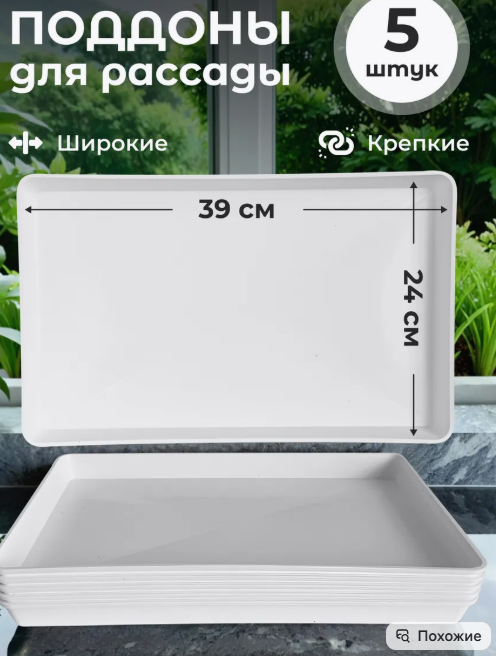 ПОДДОНЫ
для рассады
5
штук
Широкие
Крепкие
39 см
24 см
Похожие